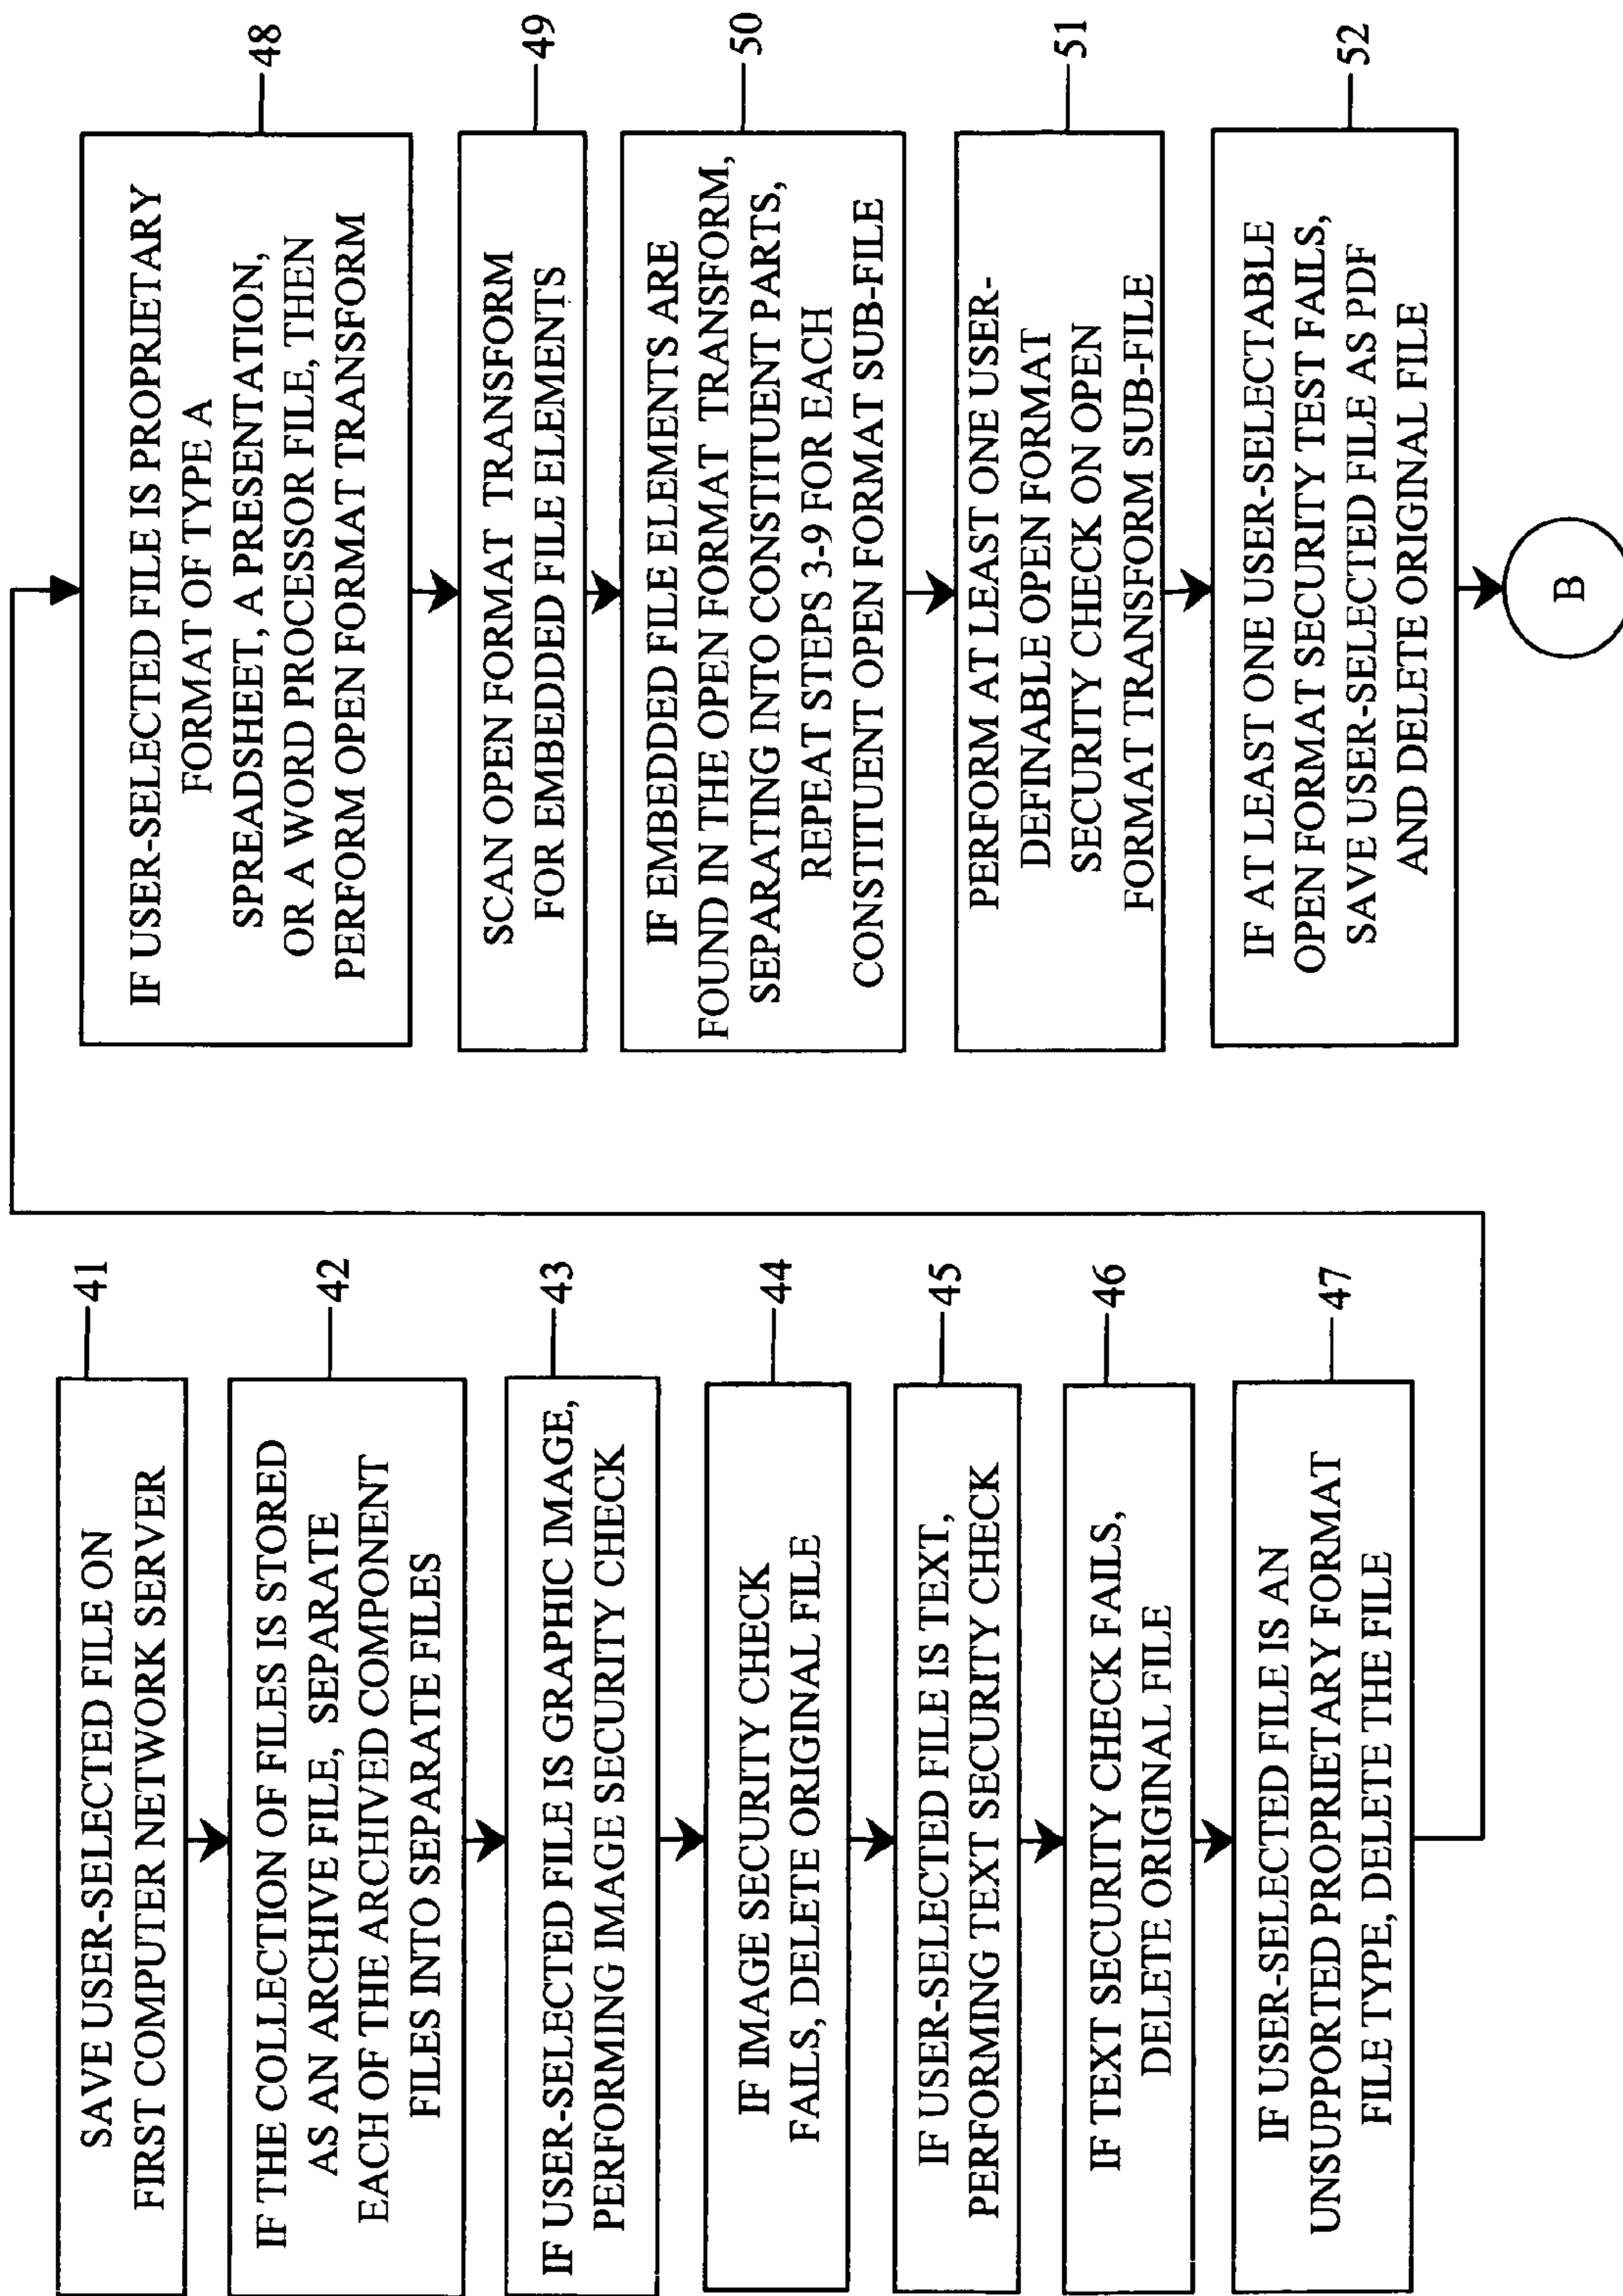 SAVE USER-SELECTED FILE ON
FIRST COMPUTER NETWORK SERVER
41
IF THE COLLECTION OF FILES IS STORED
AS AN ARCHIVE FILE, SEPARATE
EACH OF THE ARCHIVED COMPONENT
FILES INTO SEPARATE FILES
42
IF USER-SELECTED FILE IS GRAPHIC IMAGE,
PERFORMING IMAGE SECURITY CHECK
43
IF IMAGE SECURITY CHECK
FAILS, DELETE ORIGINAL FILE
44
IF USER-SELECTED FILE IS TEXT,
PERFORMING TEXT SECURITY CHECK
45
IF TEXT SECURITY CHECK FAILS,
DELETE ORIGINAL FILE
46
IF USER-SELECTED FILE IS AN
UNSUPPORTED PROPRIETARY FORMAT
FILE TYPE, DELETE THE FILE
47
IF USER-SELECTED FILE IS PROPRIETARY
FORMAT OF TYPE A
SPREADSHEET, A PRESENTATION,
OR A WORD PROCESSOR FILE, THEN
PERFORM OPEN FORMAT TRANSFORM
48
SCAN OPEN FORMAT TRANSFORM
FOR EMBEDDED FILE ELEMENTS
49
IF EMBEDDED FILE ELEMENTS ARE
FOUND IN THE OPEN FORMAT TRANSFORM,
SEPARATING INTO CONSTITUENT PARTS,
REPEAT STEPS 3-9 FOR EACH
CONSTITUENT OPEN FORMAT SUB-FILE
50
PERFORM AT LEAST ONE USER-
DEFINABLE OPEN FORMAT
SECURITY CHECK ON OPEN
FORMAT TRANSFORM SUB-FILE
51
IF AT LEAST ONE USER-SELECTABLE
OPEN FORMAT SECURITY TEST FAILS,
SAVE USER-SELECTED FILE AS PDF
AND DELETE ORIGINAL FILE
52
B